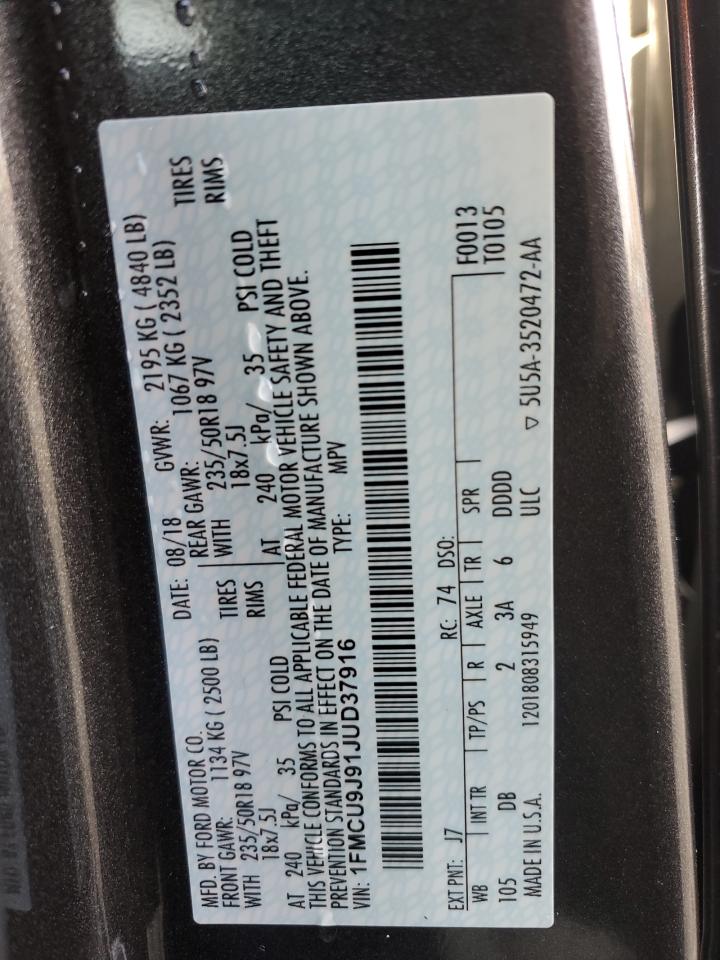 MFD. BY FORD MOTOR CO. DATE: 08/18 GVWR: 2195 KG ( 4840 LB)
FRONT GAWR: 1134 KG ( 2500 LB) REAR GAWR: 1067 KG ( 2352 LB)
WITH 235/50R18 97V TIRES WITH 235/50R18 97V TIRES
18x7.5J RIMS 18x7.5J RIMS
AT 240 kPa/ 35 PSI COLD AT 240 kPa/ 35 PSI COLD
THIS VEHICLE CONFORMS TO ALL APPLICABLE FEDERAL MOTOR VEHICLE SAFETY AND THEFT
PREVENTION STANDARDS IN EFFECT ON THE DATE OF MANUFACTURE SHOWN ABOVE.
VIN: 1FMCU9J91JUD37916 TYPE: MPV
EXT PNT: J7 RC: 74 DSO: F0013
WB INT TR TP/PS R AXLE TR SPR T0105
105 DB 2 3A 6 DDDD
MADE IN U.S.A. 1201808315949 ULC ▽ 5U5A-3520472-AA